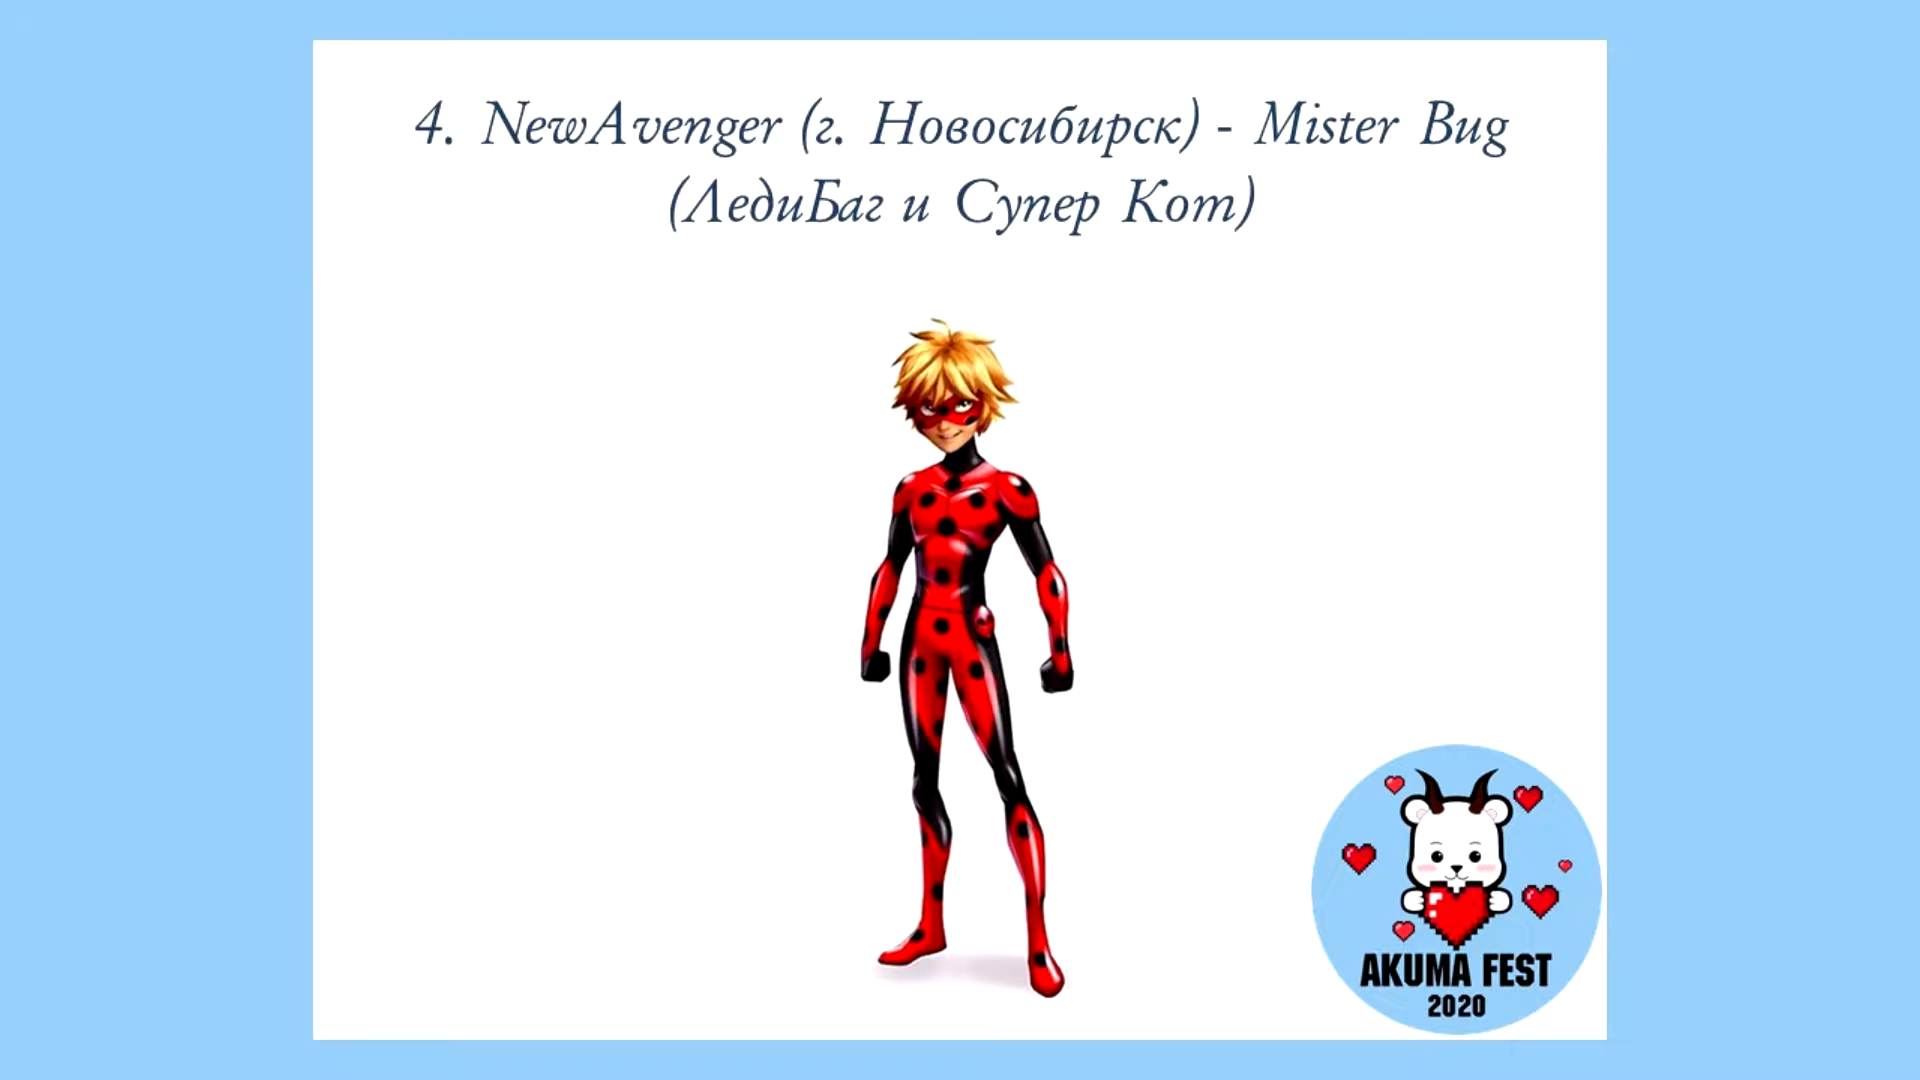 4. NewAvenger (г. Новосибирск) - Mister Bug
(ЛедиБаг и Супер Кот)
AKUMA FEST
2020